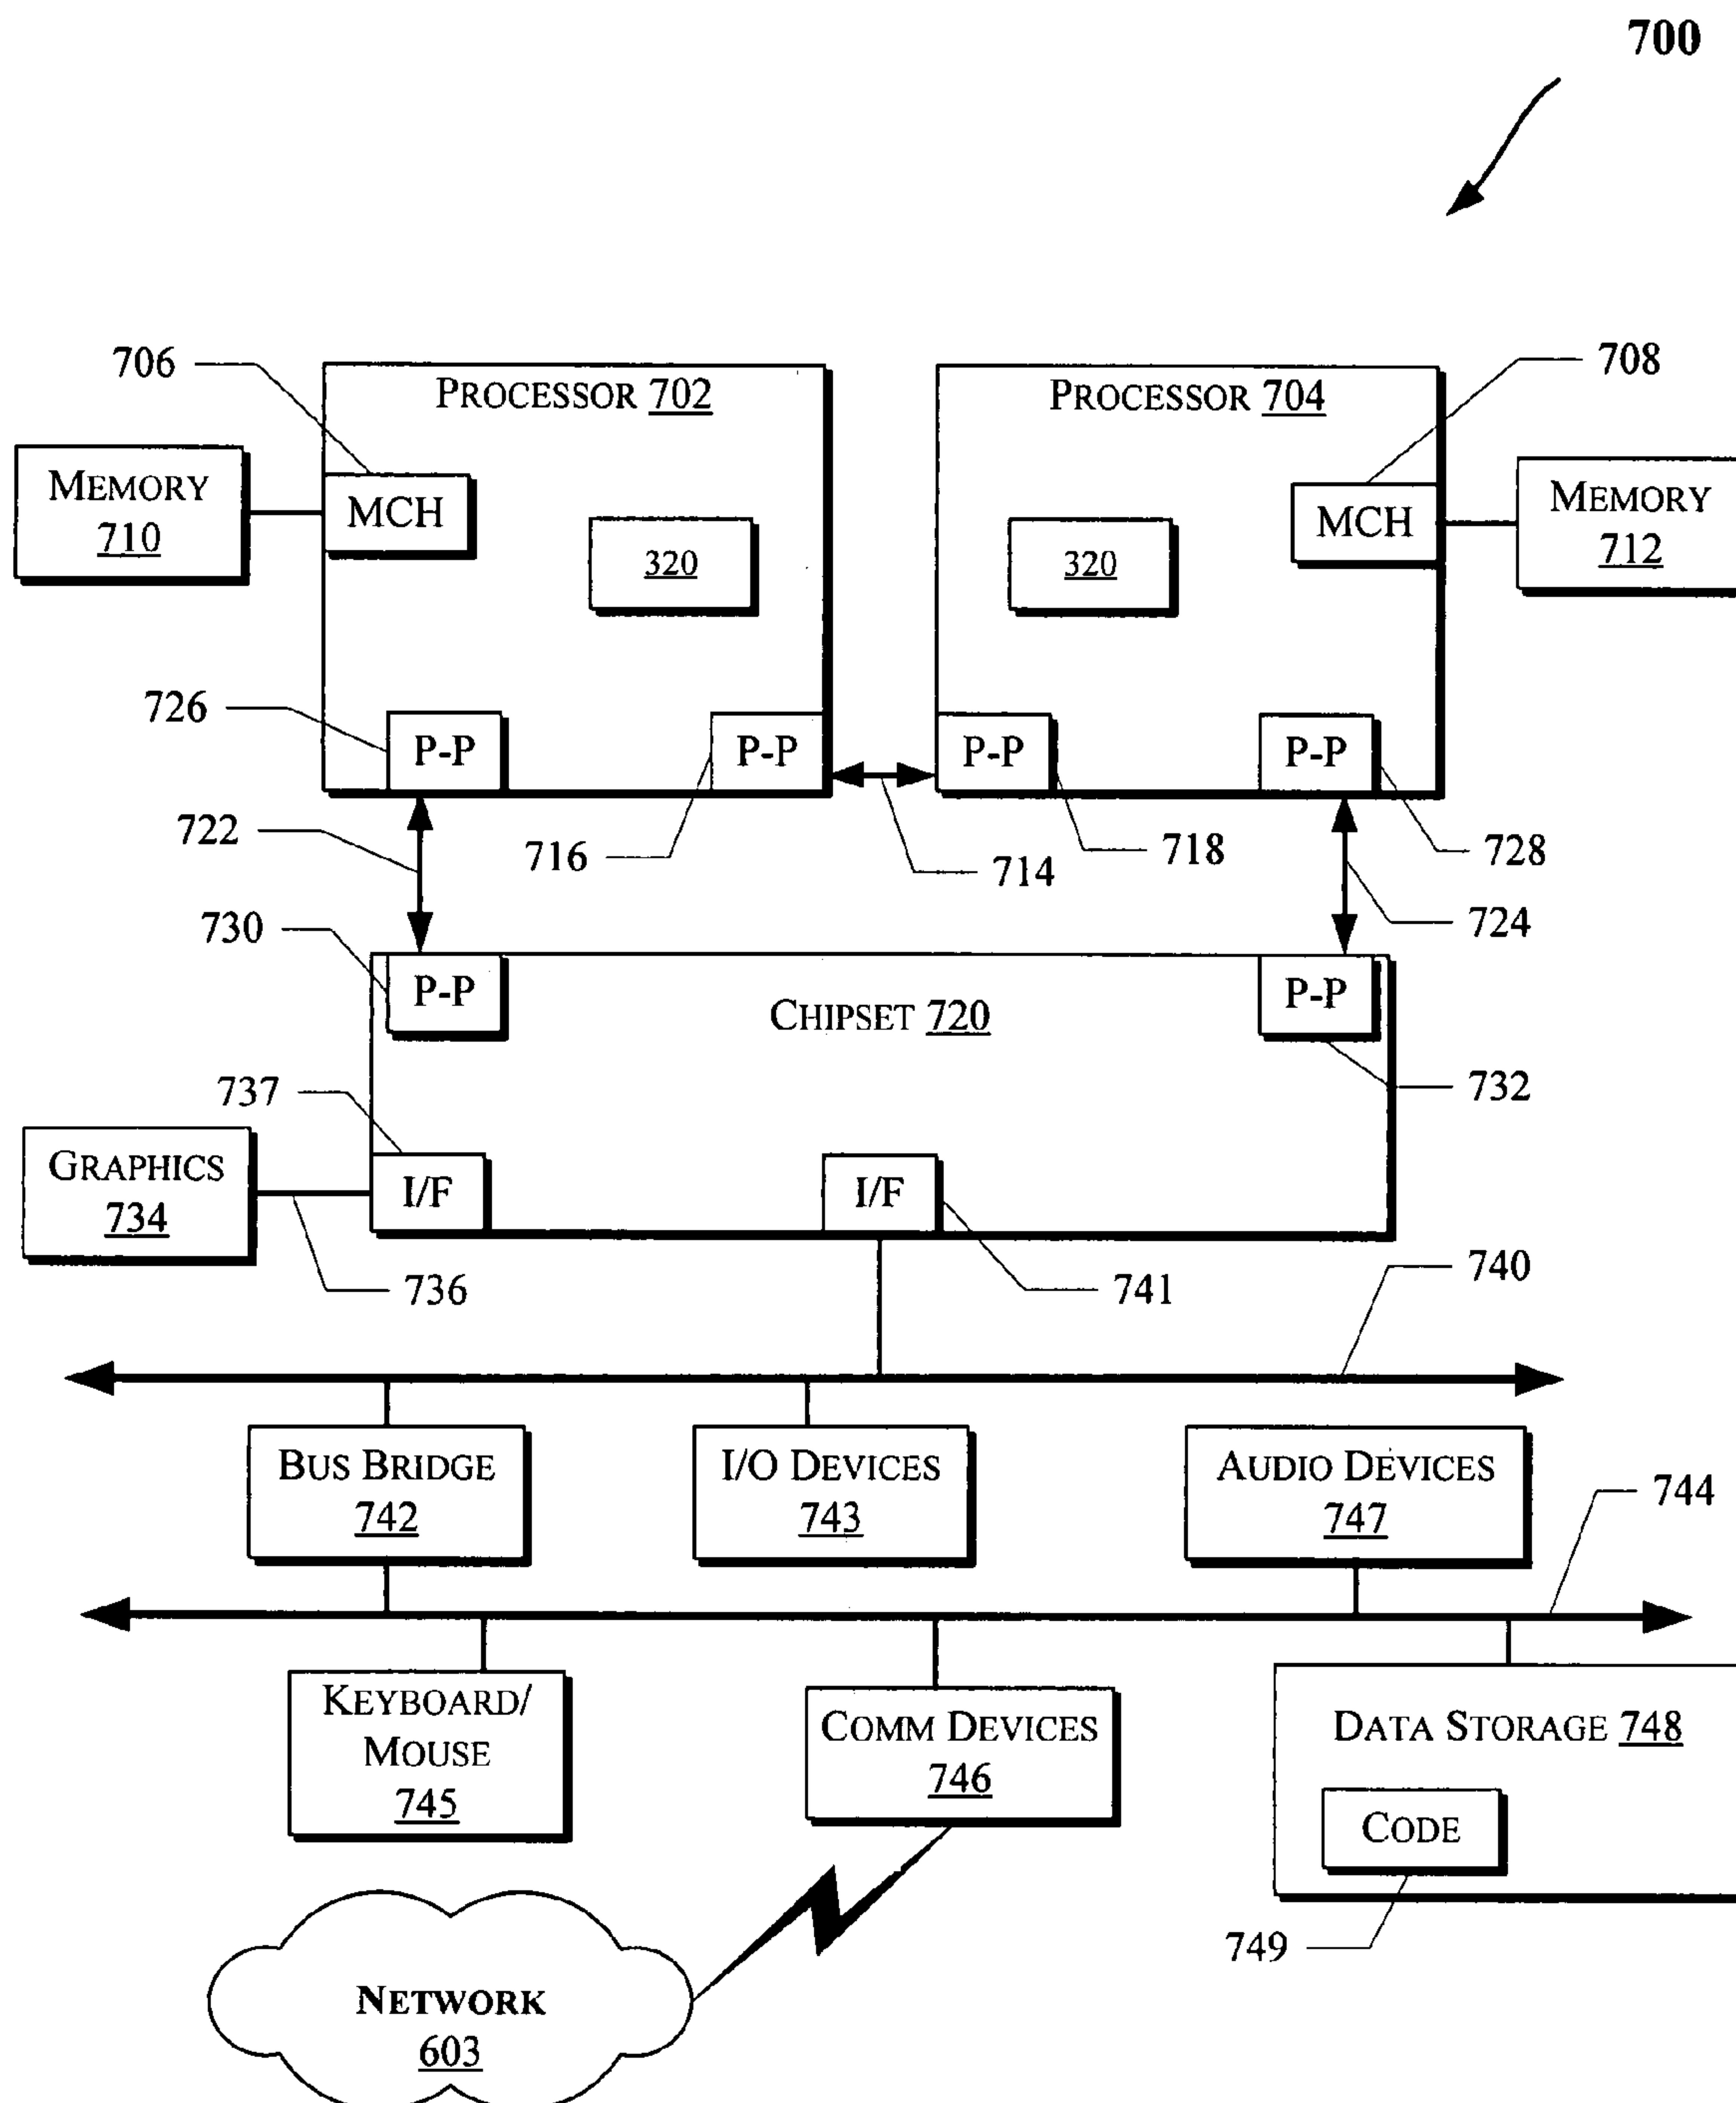 700
706
PROCESSOR 702
PROCESSOR 704
708
MEMORY
710
MCH
320
320
MCH
MEMORY
712
726
P-P
P-P
P-P
P-P
722
716
714
718
728
724
730
P-P
CHIPSET 720
P-P
732
737
GRAPHICS
734
I/F
I/F
736
741
740
BUS BRIDGE
742
I/O DEVICES
743
AUDIO DEVICES
747
744
KEYBOARD/
MOUSE
745
COMM DEVICES
746
DATA STORAGE 748
CODE
749
NETWORK
603